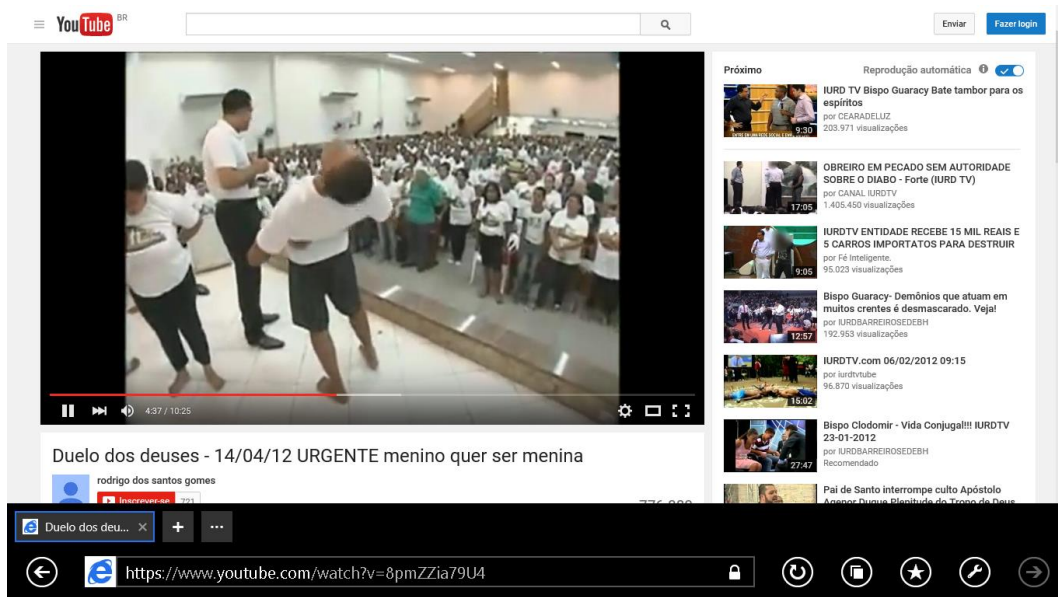 YouTube BR
Enviar
Fazer login
Próximo
Reprodução automática
IURD TV Bispo Guaracy Bate tambor para os
espíritos
por CEARADELUZ
203.971 visualizações
9:30
OBREIRO EM PECADO SEM AUTORIDADE
SOBRE O DIABO - Forte (IURD TV)
por CANAL IURDTV
1.405.450 visualizações
17:05
IURDTV ENTIDADE RECEBE 15 MIL REAIS E
5 CARROS IMPORTATOS PARA DESTRUIR
por Fé Inteligente.
95.023 visualizações
9:05
Bispo Guaracy- Demônios que atuam em
muitos crentes é desmascarado. Veja!
por IURDBARREIROSEDEBH
192.953 visualizações
12:57
IURDTV.com 06/02/2012 09:15
por iurdtvtube
96.870 visualizações
15:02
Bispo Clodomir - Vida Conjugal!!! IURDTV
23-01-2012
por IURDBARREIROSEDEBH
Recomendado
27:47
Pai de Santo interrompe culto Apóstolo
Agenor Duque Plenitude do Trono de Deus
4:37 / 10:25
Duelo dos deuses - 14/04/12 URGENTE menino quer ser menina
rodrigo dos santos gomes
Inscrever-se 721
Duelo dos deu...
https://www.youtube.com/watch?v=8pmZZia79U4